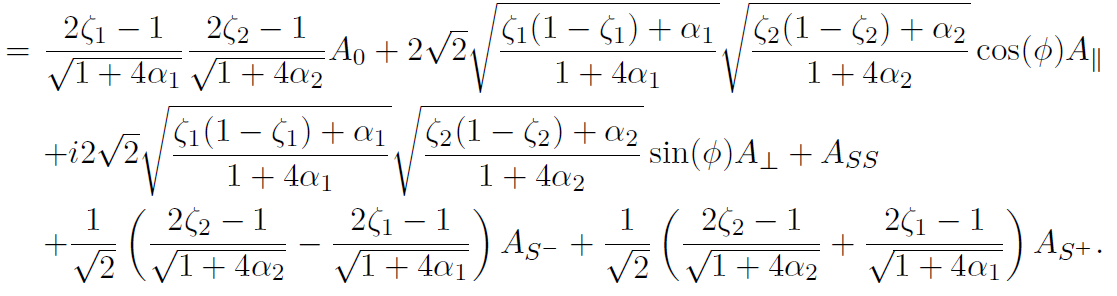 $= \frac{2\zeta_1 - 1}{\sqrt{1+4\alpha_1}} \frac{2\zeta_2 - 1}{\sqrt{1+4\alpha_2}} A_0 + 2\sqrt{2} \sqrt{\frac{\zeta_1(1-\zeta_1)+\alpha_1}{1+4\alpha_1}} \sqrt{\frac{\zeta_2(1-\zeta_2)+\alpha_2}{1+4\alpha_2}} \cos(\phi) A_{\parallel}$
$+ i2\sqrt{2} \sqrt{\frac{\zeta_1(1-\zeta_1)+\alpha_1}{1+4\alpha_1}} \sqrt{\frac{\zeta_2(1-\zeta_2)+\alpha_2}{1+4\alpha_2}} \sin(\phi) A_{\perp} + A_{SS}$
$+ \frac{1}{\sqrt{2}} \left( \frac{2\zeta_2 - 1}{\sqrt{1+4\alpha_2}} - \frac{2\zeta_1 - 1}{\sqrt{1+4\alpha_1}} \right) A_{S^-} + \frac{1}{\sqrt{2}} \left( \frac{2\zeta_2 - 1}{\sqrt{1+4\alpha_2}} + \frac{2\zeta_1 - 1}{\sqrt{1+4\alpha_1}} \right) A_{S^+}.$